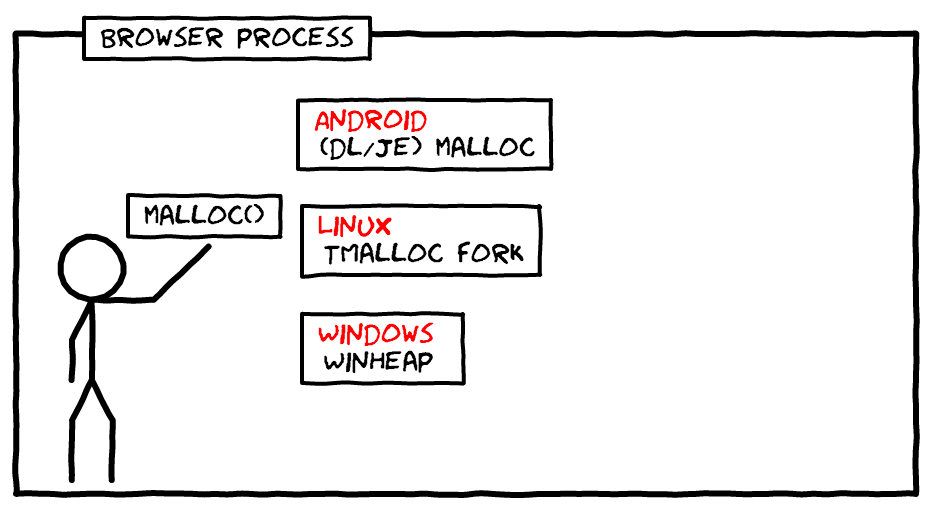 BROWSER PROCESS
ANDROID
(DL/JE) MALLOC
MALLOC()
LINUX
TMALLOC FORK
WINDOWS
WINHEAP